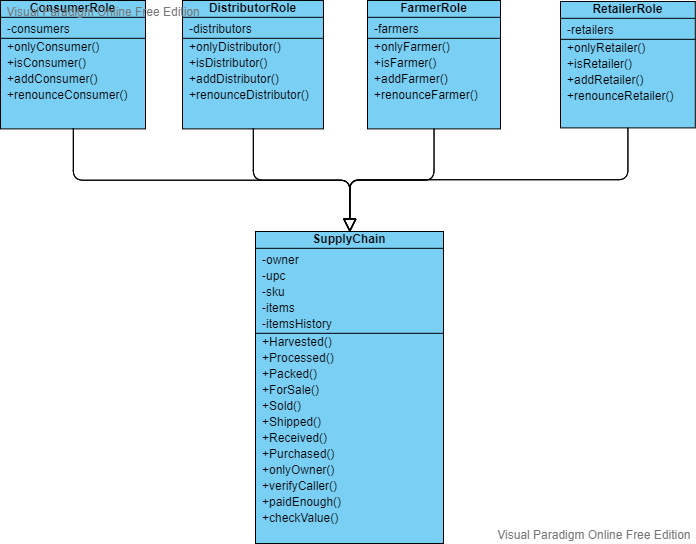 ConsumerRole
Visual Paradigm Online Free Edition
-consumers
+onlyConsumer()
+isConsumer()
+addConsumer()
+renounceConsumer()
DistributorRole
-distributors
+onlyDistributor()
+isDistributor()
+addDistributor()
+renounceDistributor()
FarmerRole
-farmers
+onlyFarmer()
+isFarmer()
+addFarmer()
+renounceFarmer()
RetailerRole
-retailers
+onlyRetailer()
+isRetailer()
+addRetailer()
+renounceRetailer()
SupplyChain
-owner
-upc
-sku
-items
-itemsHistory
+Harvested()
+Processed()
+Packed()
+ForSale()
+Sold()
+Shipped()
+Received()
+Purchased()
+onlyOwner()
+verifyCaller()
+paidEnough()
+checkValue()
Visual Paradigm Online Free Edition